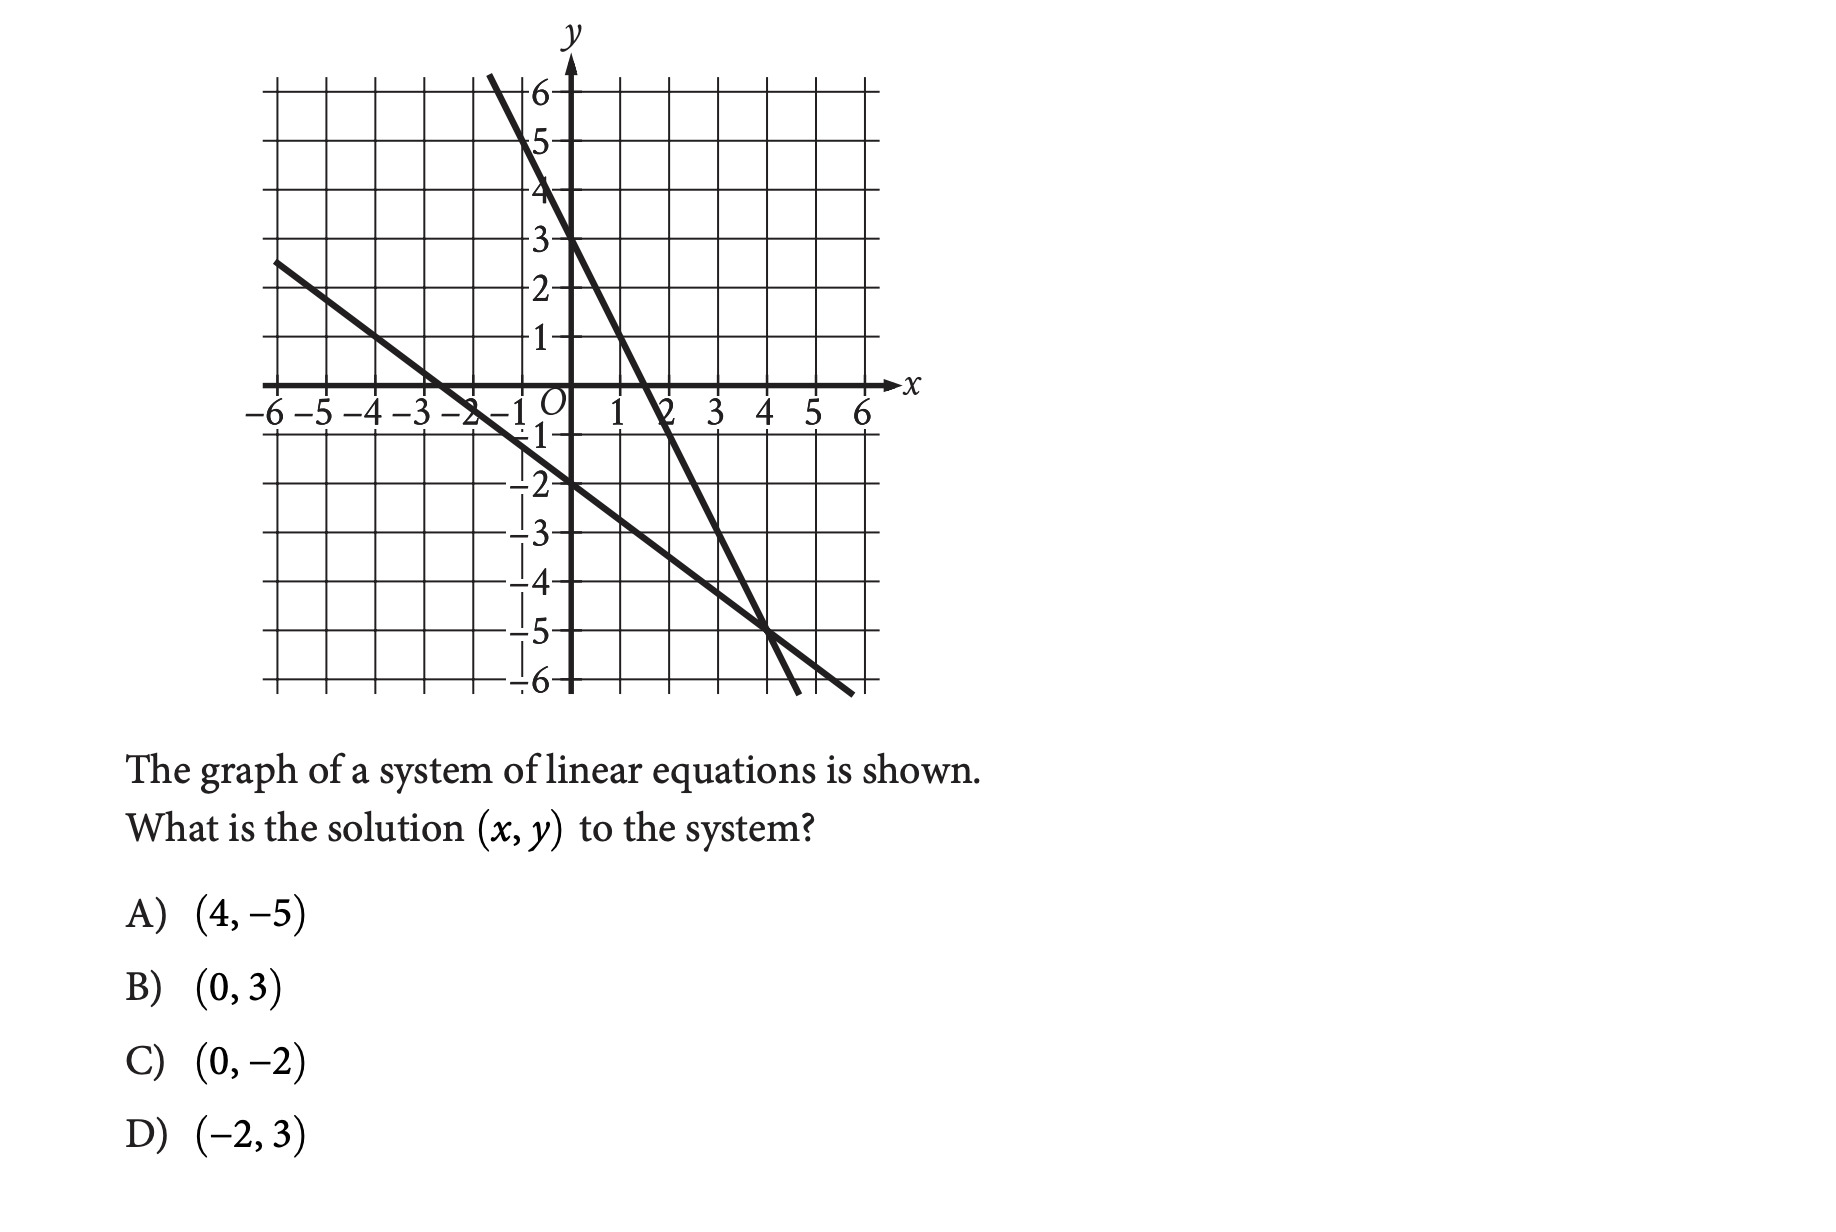 y
6
5
4
3
2
1
x
−6 −5 −4 −3 −2 −1 O 1 2 3 4 5 6
−1
−2
−3
−4
−5
−6
The graph of a system of linear equations is shown.
What is the solution (x, y) to the system?
A) (4, −5)
B) (0, 3)
C) (0, −2)
D) (−2, 3)